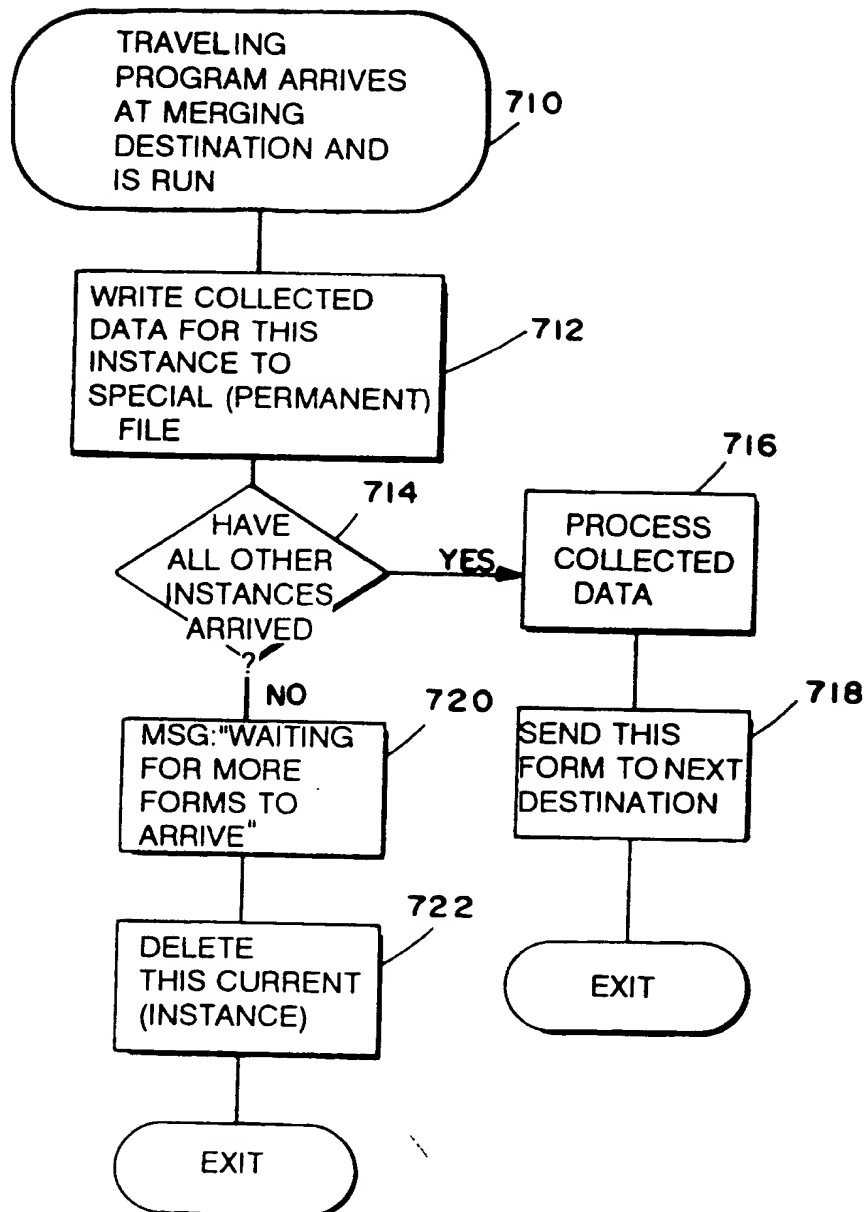 TRAVELING
PROGRAM ARRIVES
AT MERGING
DESTINATION AND
IS RUN
710
WRITE COLLECTED
DATA FOR THIS
INSTANCE TO
SPECIAL (PERMANENT)
FILE
712
714
HAVE
ALL OTHER
INSTANCES
ARRIVED
?
YES
716
PROCESS
COLLECTED
DATA
NO
720
MSG:"WAITING
FOR MORE
FORMS TO
ARRIVE"
718
SEND THIS
FORM TO NEXT
DESTINATION
722
DELETE
THIS CURRENT
(INSTANCE)
EXIT
EXIT